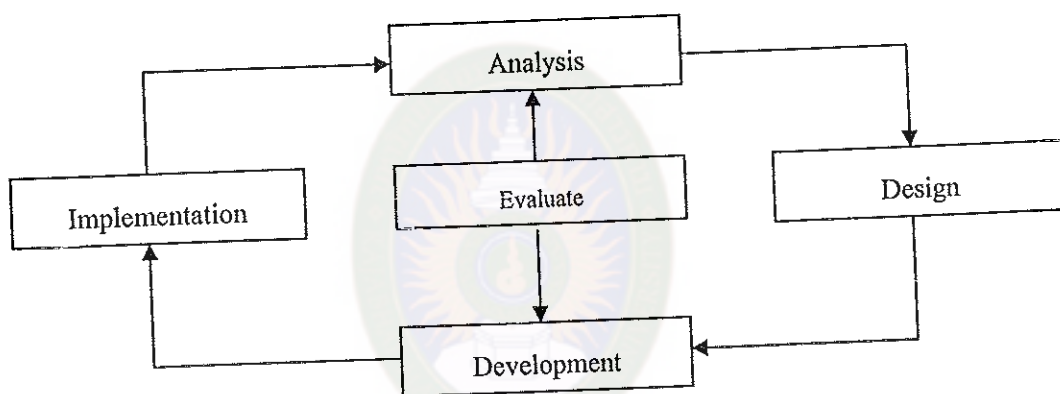 Analysis
Implementation
Evaluate
Design
Development